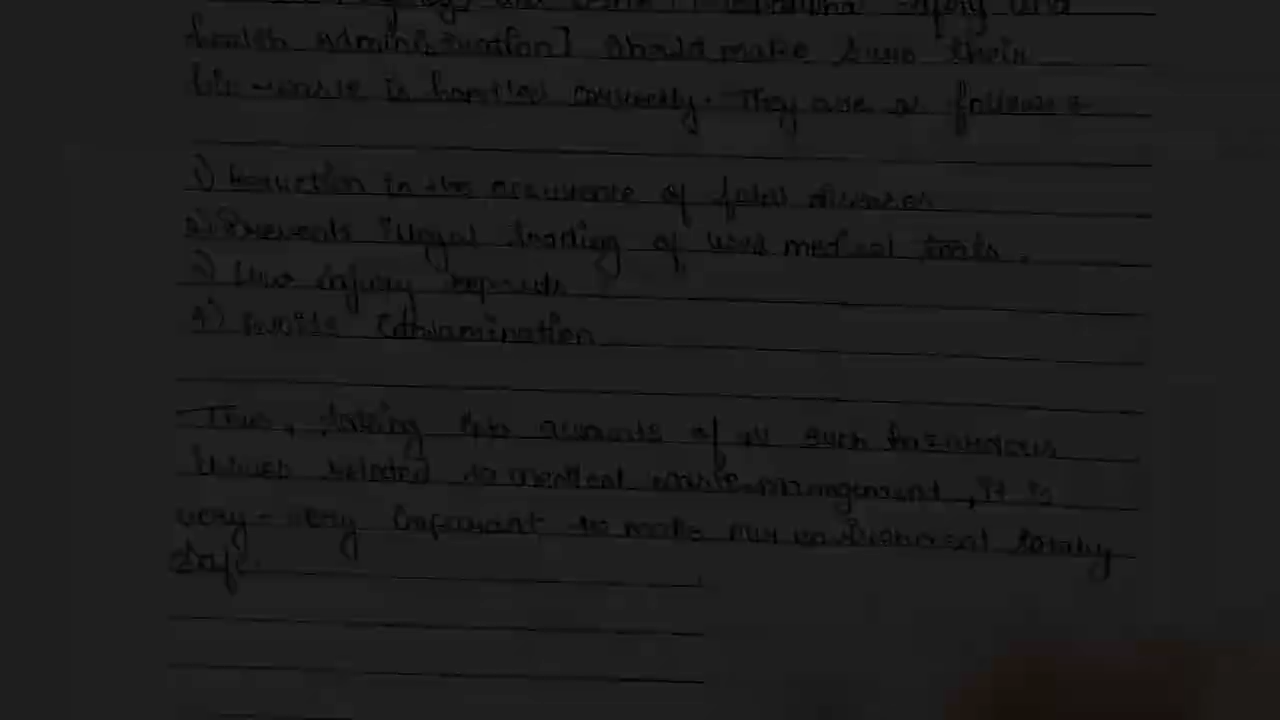 health Administration] should make sure their
bio-waste is handled correctly. They are as follows :-
1) Reduction in the occurence of fatal diseases
2) Prevents illegal trading of used medical tools.
3) Less injury reports
4) Avoids Contamination
Thus, taking into accounts of all such hazardous
issues related to medical waste management, it is
very-very important to make our environment totally
safe.